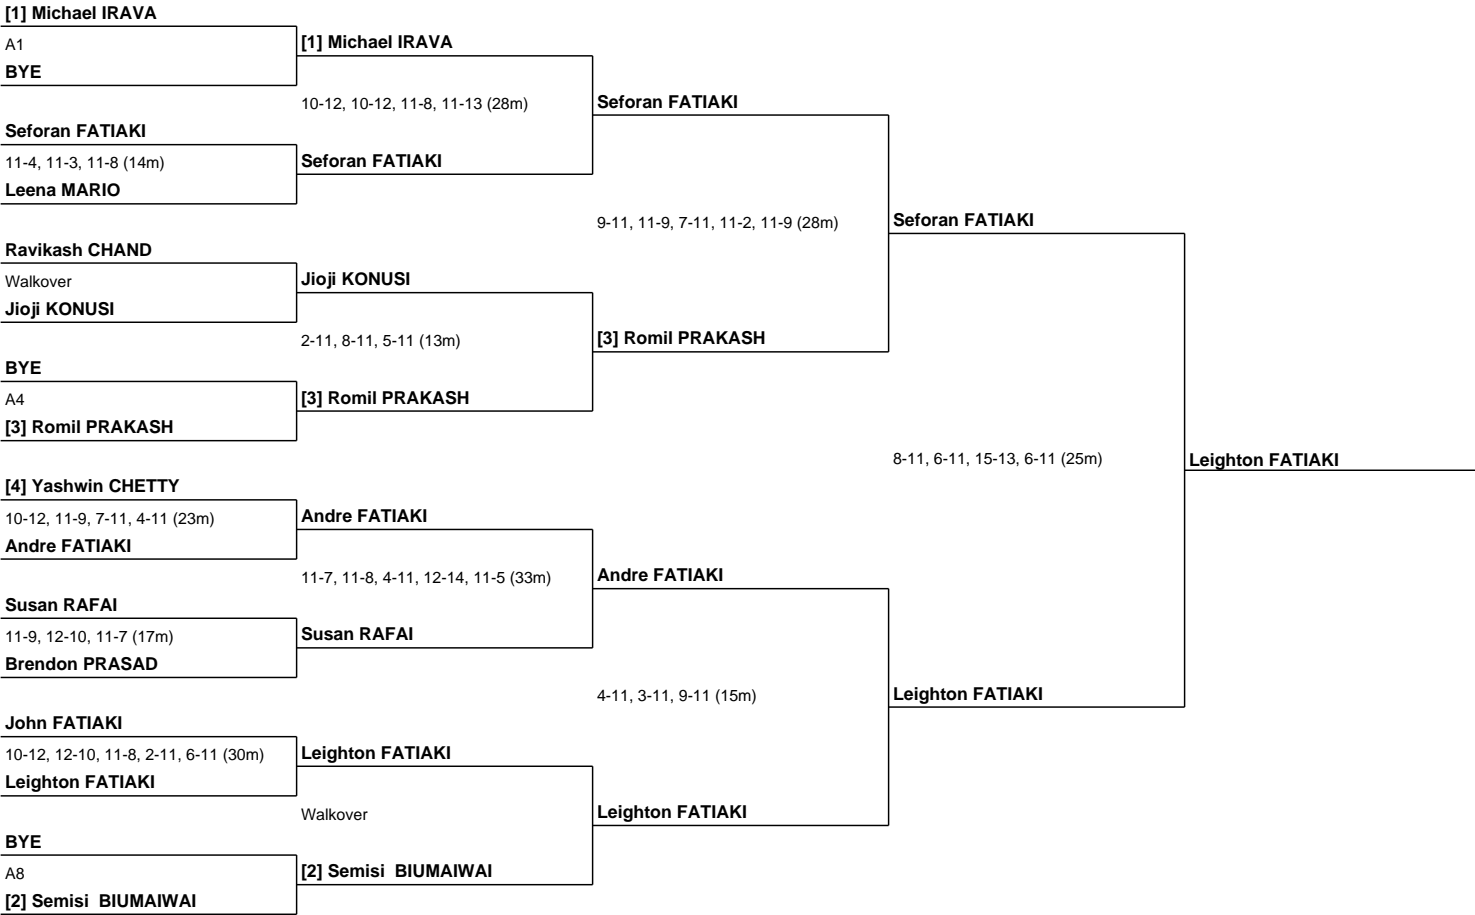 [1] Michael IRAVA
A1
BYE
Seforan FATIAKI
11-4, 11-3, 11-8 (14m)
Leena MARIO
Ravikash CHAND
Walkover
Jioji KONUSI
BYE
A4
[3] Romil PRAKASH
[4] Yashwin CHETTY
10-12, 11-9, 7-11, 4-11 (23m)
Andre FATIAKI
Susan RAFAI
11-9, 12-10, 11-7 (17m)
Brendon PRASAD
John FATIAKI
10-12, 12-10, 11-8, 2-11, 6-11 (30m)
Leighton FATIAKI
BYE
A8
[2] Semisi  BIUMAIWAI
[1] Michael IRAVA
10-12, 10-12, 11-8, 11-13 (28m)
Seforan FATIAKI
Jioji KONUSI
2-11, 8-11, 5-11 (13m)
[3] Romil PRAKASH
Andre FATIAKI
11-7, 11-8, 4-11, 12-14, 11-5 (33m)
Susan RAFAI
Leighton FATIAKI
Walkover
[2] Semisi  BIUMAIWAI
Seforan FATIAKI
9-11, 11-9, 7-11, 11-2, 11-9 (28m)
[3] Romil PRAKASH
Andre FATIAKI
4-11, 3-11, 9-11 (15m)
Leighton FATIAKI
Seforan FATIAKI
8-11, 6-11, 15-13, 6-11 (25m)
Leighton FATIAKI
Leighton FATIAKI